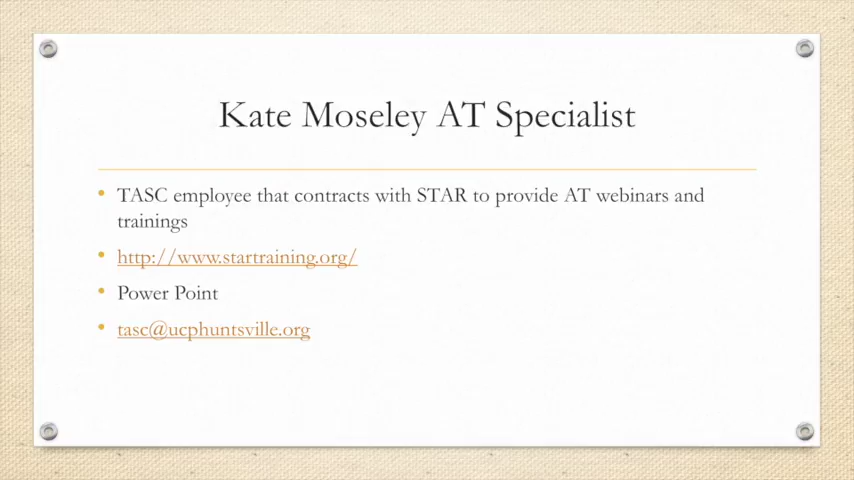 Kate Moseley AT Specialist
• TASC employee that contracts with STAR to provide AT webinars and
trainings
• http://www.startraining.org/
• Power Point
• tasc@ucphuntsville.org